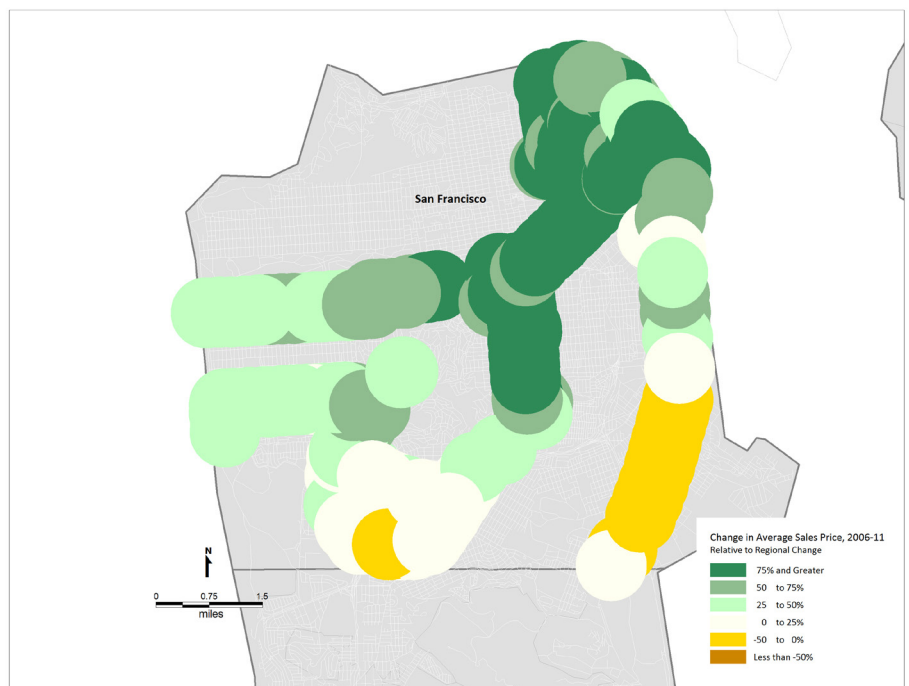 San Francisco
N
0 0.75 1.5
miles
Change in Average Sales Price, 2006-11
Relative to Regional Change
75% and Greater
50 to 75%
25 to 50%
0 to 25%
-50 to 0%
Less than -50%